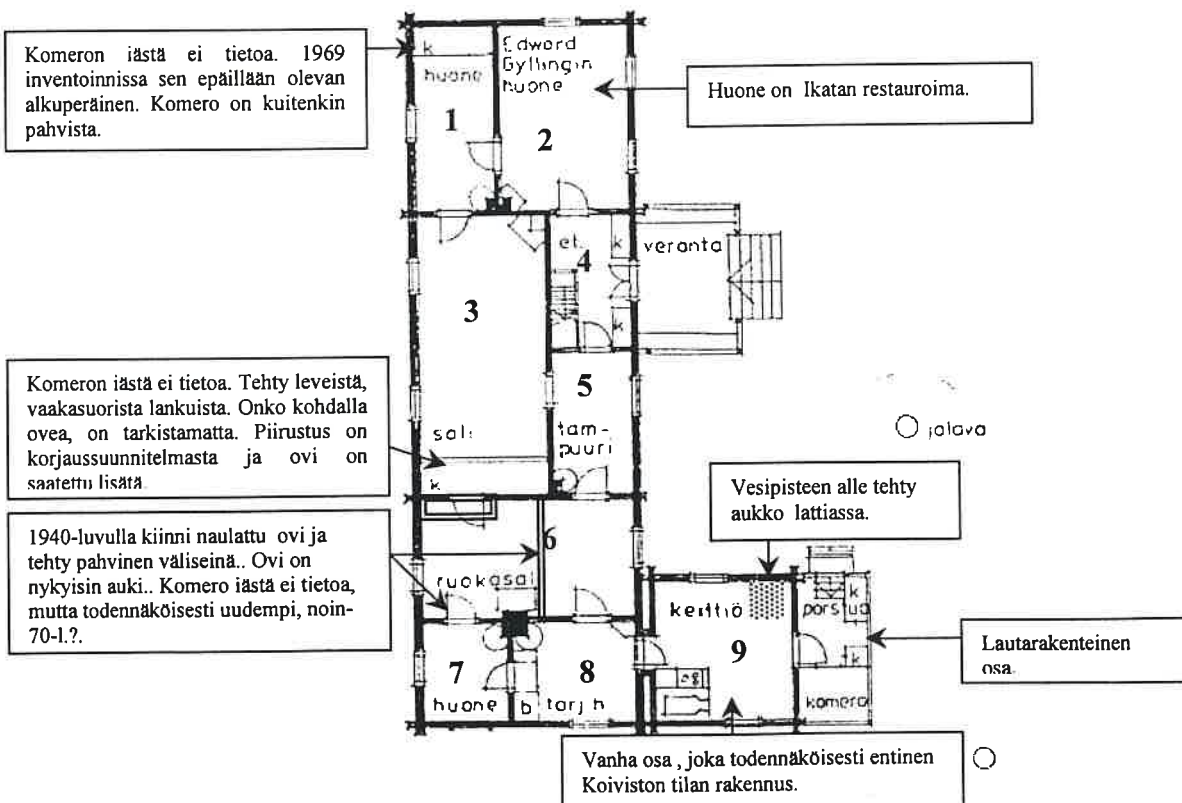 Komeron iästä ei tietoa. 1969
inventoinnissa sen epäillään olevan
alkuperäinen. Komero on kuitenkin
pahvista.
k
huone
1
Edward
Gyllingin
huone
2
Huone on Ikatan restauroima.
3
et.
4
k
k
veranta
5
tam-
puuri
sali
k
Komeron iästä ei tietoa. Tehty leveistä,
vaakasuorista lankuista. Onko kohdalla
ovea, on tarkistamatta. Piirustus on
korjaussuunnitelmasta ja ovi on
saatettu lisätä.
jalava
Vesipisteen alle tehty
aukko lattiassa.
1940-luvulla kiinni naulattu ovi ja
tehty pahvinen väliseinä.. Ovi on
nykyisin auki.. Komero iästä ei tietoa,
mutta todennäköisesti uudempi, noin-
70-l.?.
6
ruokasal
keittiö
9
porstua
k
k
komero
Lautarakenteinen
osa.
7
huone
8
b
tarj h
Vanha osa , joka todennäköisesti entinen
Koiviston tilan rakennus.